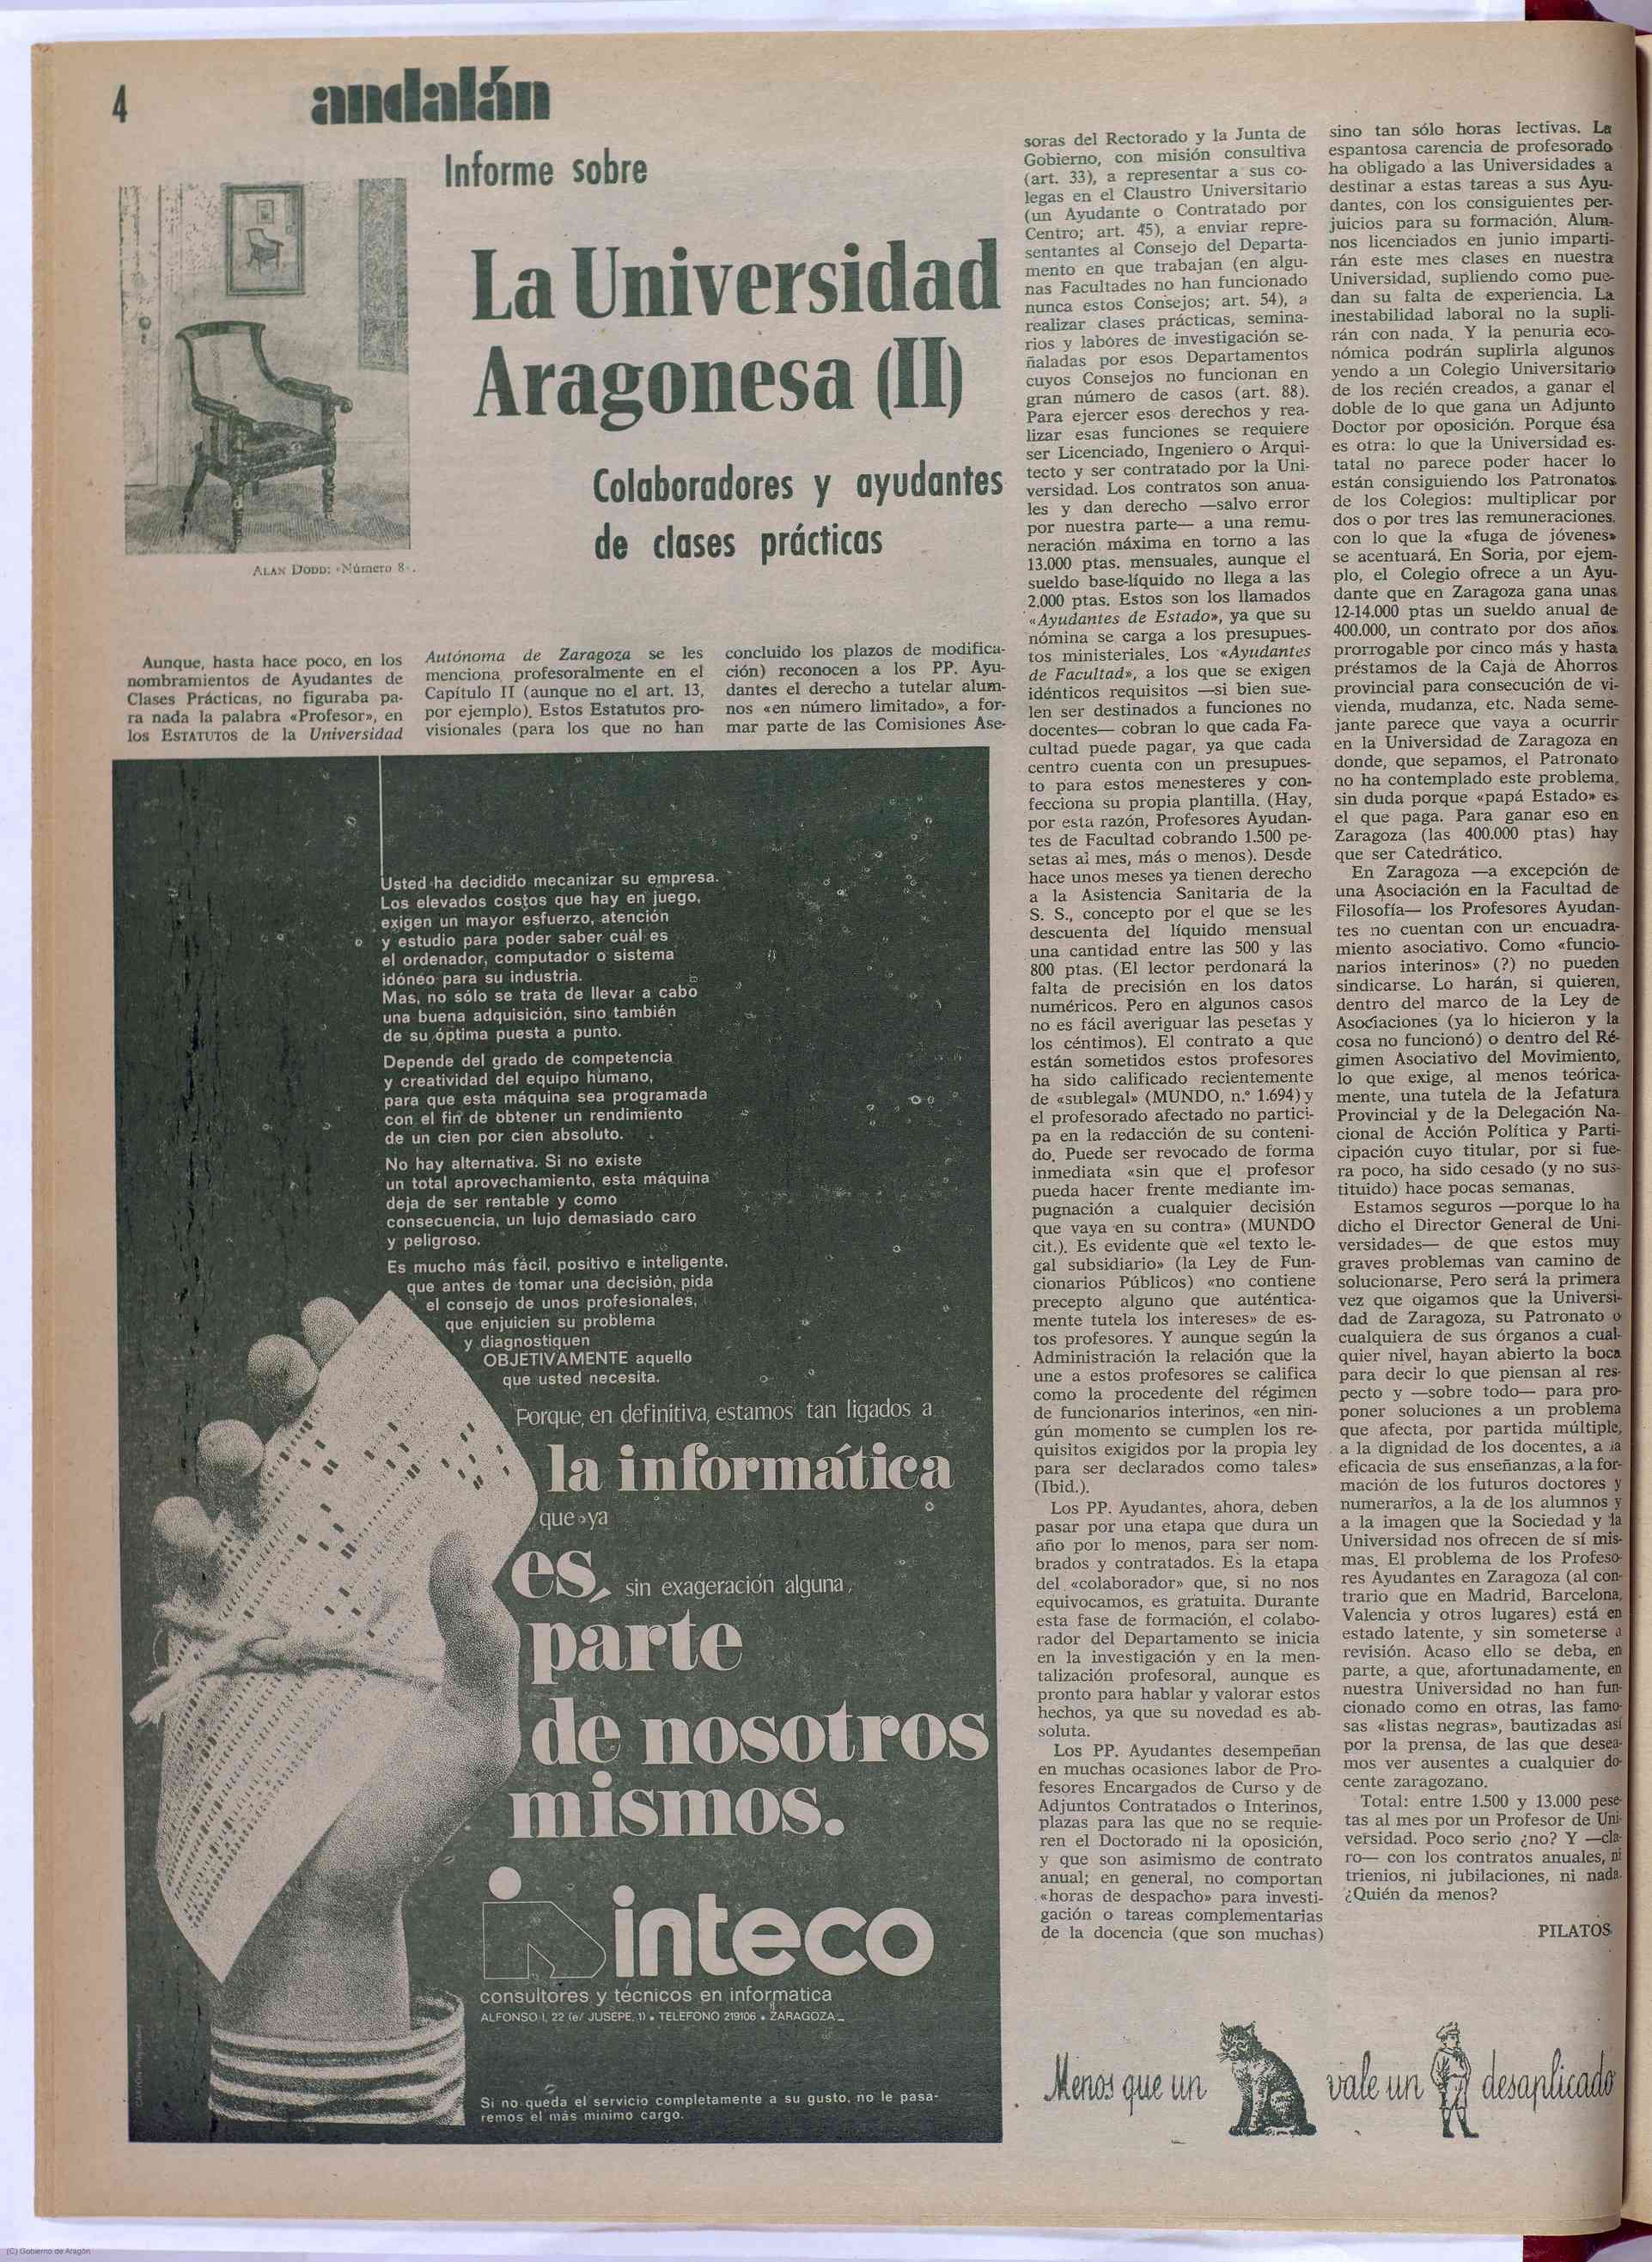 4
andalán
Informe sobre
La Universidad
Aragonesa (II)
Colaboradores y ayudantes
de clases prácticas
ALAN DODD: «Número 8».
Aunque, hasta hace poco, en los
nombramientos de Ayudantes de
Clases Prácticas, no figuraba pa-
ra nada la palabra «Profesor», en
los ESTATUTOS de la Universidad
Autónoma de Zaragoza se les
menciona profesoralmente en el
Capítulo II (aunque no el art. 13,
por ejemplo). Estos Estatutos pro-
visionales (para los que no han
concluido los plazos de modifica-
ción) reconocen a los PP. Ayu-
dantes el derecho a tutelar alum-
nos «en número limitado», a for-
mar parte de las Comisiones Ase-
soras del Rectorado y la Junta de
Gobierno, con misión consultiva
(art. 33), a representar a sus co-
legas en el Claustro Universitario
(un Ayudante o Contratado por
Centro; art. 45), a enviar repre-
sentantes al Consejo del Departa-
mento en que trabajan (en algu-
nas Facultades no han funcionado
nunca estos Consejos; art. 54), a
realizar clases prácticas, semina-
rios y labores de investigación se-
ñaladas por esos Departamentos
cuyos Consejos no funcionan en
gran número de casos (art. 88).
Para ejercer esos derechos y rea-
lizar esas funciones se requiere
ser Licenciado, Ingeniero o Arqui-
tecto y ser contratado por la Uni-
versidad. Los contratos son anua-
les y dan derecho —salvo error
por nuestra parte— a una remu-
neración máxima en torno a las
13.000 ptas. mensuales, aunque el
sueldo base-líquido no llega a las
2.000 ptas. Estos son los llamados
«Ayudantes de Estado», ya que su
nómina se carga a los presupues-
tos ministeriales. Los «Ayudantes
de Facultad», a los que se exigen
idénticos requisitos —si bien sue-
len ser destinados a funciones no
docentes— cobran lo que cada Fa-
cultad puede pagar, ya que cada
centro cuenta con un presupues-
to para estos menesteres y con-
fecciona su propia plantilla. (Hay,
por esta razón, Profesores Ayudan-
tes de Facultad cobrando 1.500 pe-
setas al mes, más o menos). Desde
hace unos meses ya tienen derecho
a la Asistencia Sanitaria de la
S. S., concepto por el que se les
descuenta del líquido mensual
una cantidad entre las 500 y las
800 ptas. (El lector perdonará la
falta de precisión en los datos
numéricos. Pero en algunos casos
no es fácil averiguar las pesetas y
los céntimos). El contrato a que
están sometidos estos profesores
ha sido calificado recientemente
de «sublegal» (MUNDO, n.º 1.694) y
el profesorado afectado no partici-
pa en la redacción de su conteni-
do. Puede ser revocado de forma
inmediata «sin que el profesor
pueda hacer frente mediante im-
pugnación a cualquier decisión
que vaya en su contra» (MUNDO
cit.). Es evidente que «el texto le-
gal subsidiario» (la Ley de Fun-
cionarios Públicos) «no contiene
precepto alguno que auténtica-
mente tutela los intereses» de es-
tos profesores. Y aunque según la
Administración la relación que la
une a estos profesores se califica
como la procedente del régimen
de funcionarios interinos, «en nin-
gún momento se cumplen los re-
quisitos exigidos por la propia ley
para ser declarados como tales»
(Ibid.).
Los PP. Ayudantes, ahora, deben
pasar por una etapa que dura un
año por lo menos, para ser nom-
brados y contratados. Es la etapa
del «colaborador» que, si no nos
equivocamos, es gratuita. Durante
esta fase de formación, el colabo-
rador del Departamento se inicia
en la investigación y en la men-
talización profesoral, aunque es
pronto para hablar y valorar estos
hechos, ya que su novedad es ab-
soluta.
Los PP. Ayudantes desempeñan
en muchas ocasiones labor de Pro-
fesores Encargados de Curso y de
Adjuntos Contratados o Interinos,
plazas para las que no se requie-
ren el Doctorado ni la oposición,
y que son asimismo de contrato
anual; en general, no comportan
«horas de despacho» para investi-
gación o tareas complementarias
de la docencia (que son muchas)
sino tan sólo horas lectivas. La
espantosa carencia de profesorado
ha obligado a las Universidades a
destinar a estas tareas a sus Ayu-
dantes, con los consiguientes per-
juicios para su formación. Alum-
nos licenciados en junio imparti-
rán este mes clases en nuestra
Universidad, supliendo como pue-
dan su falta de experiencia. La
inestabilidad laboral no la supli-
rán con nada. Y la penuria eco-
nómica podrán suplirla algunos
yendo a un Colegio Universitario
de los recién creados, a ganar el
doble de lo que gana un Adjunto
Doctor por oposición. Porque ésa
es otra: lo que la Universidad es-
tatal no parece poder hacer lo
están consiguiendo los Patronatos
de los Colegios: multiplicar por
dos o por tres las remuneraciones,
con lo que la «fuga de jóvenes»
se acentuará. En Soria, por ejem-
plo, el Colegio ofrece a un Ayu-
dante que en Zaragoza gana unas
12-14.000 ptas un sueldo anual de
400.000, un contrato por dos años
prorrogable por cinco más y hasta
préstamos de la Caja de Ahorros
provincial para consecución de vi-
vienda, mudanza, etc. Nada seme-
jante parece que vaya a ocurrir
en la Universidad de Zaragoza en
donde, que sepamos, el Patronato
no ha contemplado este problema,
sin duda porque «papá Estado» es
el que paga. Para ganar eso en
Zaragoza (las 400.000 ptas) hay
que ser Catedrático.
En Zaragoza —a excepción de
una Asociación en la Facultad de
Filosofía— los Profesores Ayudan-
tes no cuentan con un encuadra-
miento asociativo. Como «funcio-
narios interinos» (?) no pueden
sindicarse. Lo harán, si quieren,
dentro del marco de la Ley de
Asociaciones (ya lo hicieron y la
cosa no funcionó) o dentro del Ré-
gimen Asociativo del Movimiento,
lo que exige, al menos teórica-
mente, una tutela de la Jefatura
Provincial y de la Delegación Na-
cional de Acción Política y Parti-
cipación cuyo titular, por si fue-
ra poco, ha sido cesado (y no sus-
tituido) hace pocas semanas.
Estamos seguros —porque lo ha
dicho el Director General de Uni-
versidades— de que estos muy
graves problemas van camino de
solucionarse. Pero será la primera
vez que oigamos que la Universi-
dad de Zaragoza, su Patronato o
cualquiera de sus órganos a cual-
quier nivel, hayan abierto la boca
para decir lo que piensan al res-
pecto y —sobre todo— para pro-
poner soluciones a un problema
que afecta, por partida múltiple,
a la dignidad de los docentes, a la
eficacia de sus enseñanzas, a la for-
mación de los futuros doctores y
numerarios, a la de los alumnos y
a la imagen que la Sociedad y la
Universidad nos ofrecen de sí mis-
mas. El problema de los Profeso-
res Ayudantes en Zaragoza (al con-
trario que en Madrid, Barcelona,
Valencia y otros lugares) está en
estado latente, y sin someterse a
revisión. Acaso ello se deba, en
parte, a que, afortunadamente, en
nuestra Universidad no han fun-
cionado como en otras, las famo-
sas «listas negras», bautizadas así
por la prensa, de las que desea-
mos ver ausentes a cualquier do-
cente zaragozano.
Total: entre 1.500 y 13.000 pese-
tas al mes por un Profesor de Uni-
versidad. Poco serio ¿no? Y —cla-
ro— con los contratos anuales, ni
trienios, ni jubilaciones, ni nada.
¿Quién da menos?
PILATOS
Usted ha decidido mecanizar su empresa.
Los elevados costos que hay en juego,
exigen un mayor esfuerzo, atención
y estudio para poder saber cuál es
el ordenador, computador o sistema
idóneo para su industria.
Mas, no sólo se trata de llevar a cabo
una buena adquisición, sino también
de su óptima puesta a punto.
Depende del grado de competencia
y creatividad del equipo humano,
para que esta máquina sea programada
con el fin de obtener un rendimiento
de un cien por cien absoluto.
No hay alternativa. Si no existe
un total aprovechamiento, esta máquina
deja de ser rentable y como
consecuencia, un lujo demasiado caro
y peligroso.
Es mucho más fácil, positivo e inteligente,
que antes de tomar una decisión, pida
el consejo de unos profesionales,
que enjuicien su problema
y diagnostiquen
OBJETIVAMENTE aquello
que usted necesita.
Porque, en definitiva, estamos tan ligados a
la informática
que ya
es, sin exageración alguna,
parte
de nosotros
mismos.
inteco
consultores y técnicos en informatica
ALFONSO I, 22 (e/ JUSEPE, 1) • TELEFONO 219106 • ZARAGOZA
Si no queda el servicio completamente a su gusto, no le pasa-
remos el más mínimo cargo.
Menos que un vale un desaplicado
(C) Gobierno de Aragón